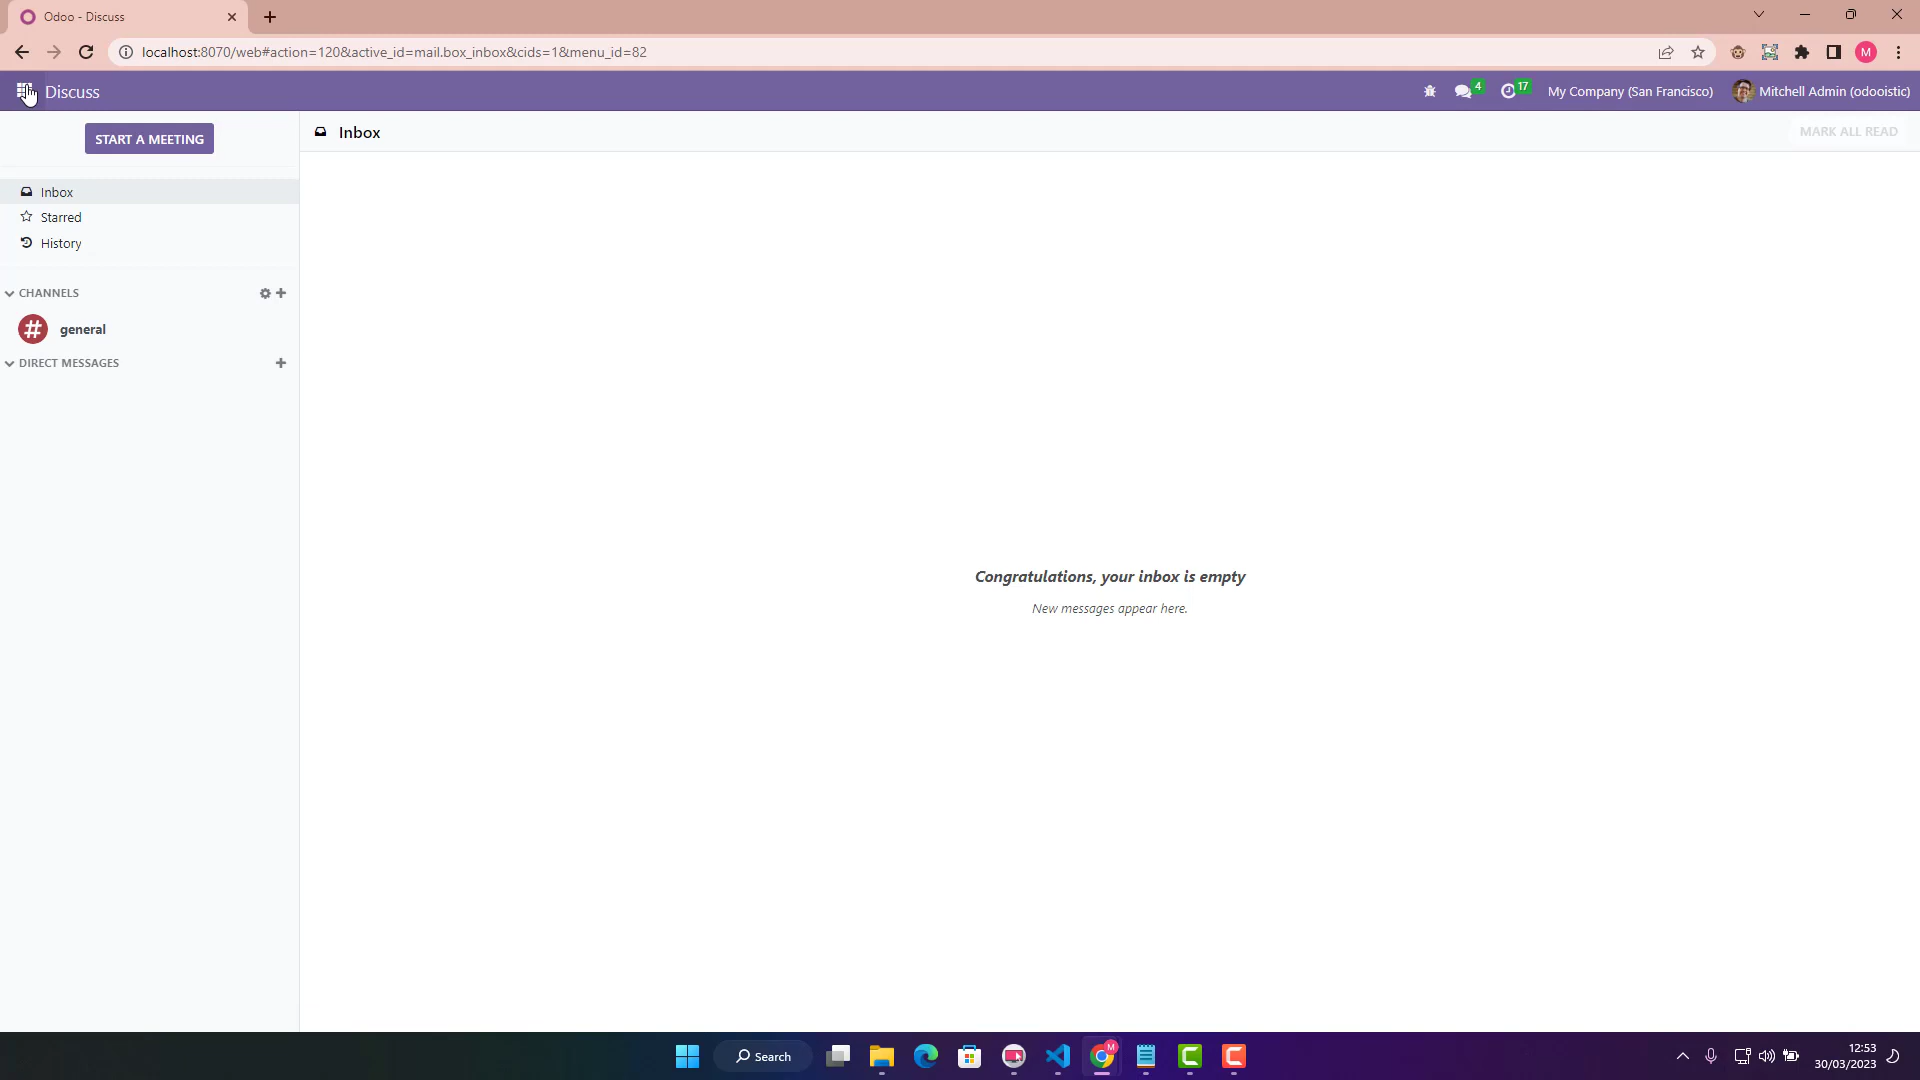 Odoo - Discuss
localhost:8070/web#action=120&active_id=mail.box_inbox&cids=1&menu_id=82
M
Discuss
4
17
My Company (San Francisco)
Mitchell Admin (odooistic)
START A MEETING
Inbox
MARK ALL READ
Inbox
Starred
History
CHANNELS
general
DIRECT MESSAGES
Congratulations, your inbox is empty
New messages appear here.
Search
M
12:53
30/03/2023